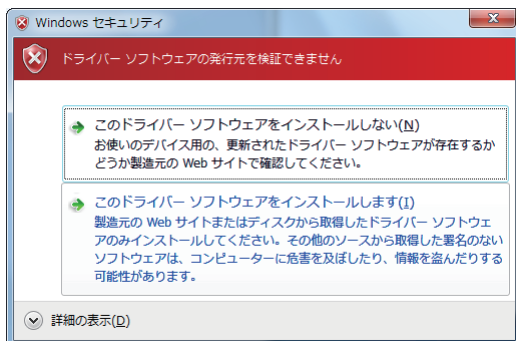 Windows セキュリティ
ドライバー ソフトウェアの発行元を検証できません
このドライバー ソフトウェアをインストールしない(N)
お使いのデバイス用の、更新されたドライバー ソフトウェアが存在するか
どうか製造元の Web サイトで確認してください。
このドライバー ソフトウェアをインストールします(I)
製造元の Web サイトまたはディスクから取得したドライバー ソフトウェ
アのみインストールしてください。その他のソースから取得した署名のない
ソフトウェアは、コンピューターに危害を及ぼしたり、情報を盗んだりする
可能性があります。
詳細の表示(D)